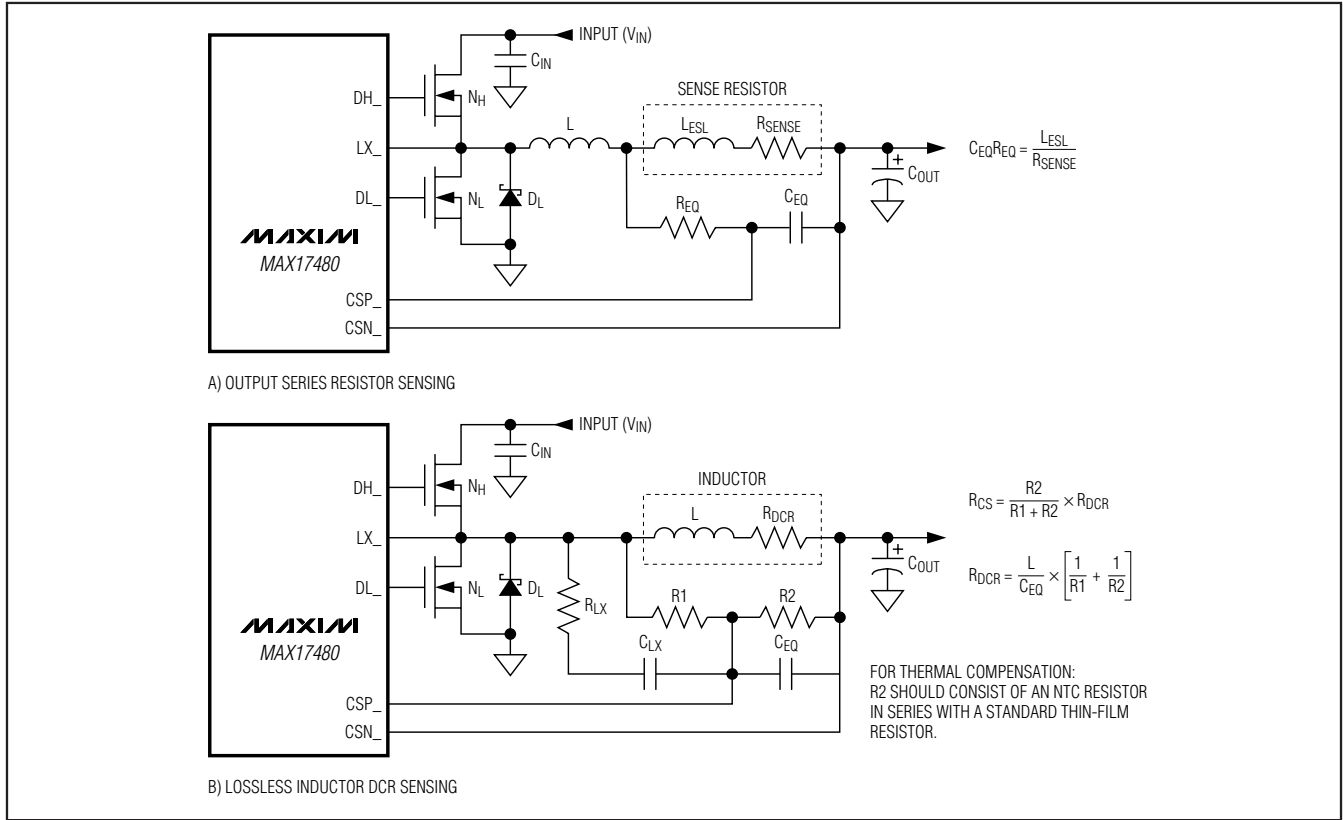 INPUT (VIN)
CIN
DH_
NH
SENSE RESISTOR
L
LESL
RSENSE
LX_
CEQREQ = LESL / RSENSE
COUT
+
DL_
NL
DL
REQ
CEQ
MAXIM
MAX17480
CSP_
CSN_
A) OUTPUT SERIES RESISTOR SENSING
INPUT (VIN)
CIN
DH_
NH
INDUCTOR
L
RDCR
LX_
RCS = R2 / R1 + R2 × RDCR
COUT
+
RDCR = L / CEQ × [1 / R1 + 1 / R2]
DL_
NL
DL
RLX
R1
R2
CLX
CEQ
MAXIM
MAX17480
CSP_
CSN_
FOR THERMAL COMPENSATION:
R2 SHOULD CONSIST OF AN NTC RESISTOR
IN SERIES WITH A STANDARD THIN-FILM
RESISTOR.
B) LOSSLESS INDUCTOR DCR SENSING